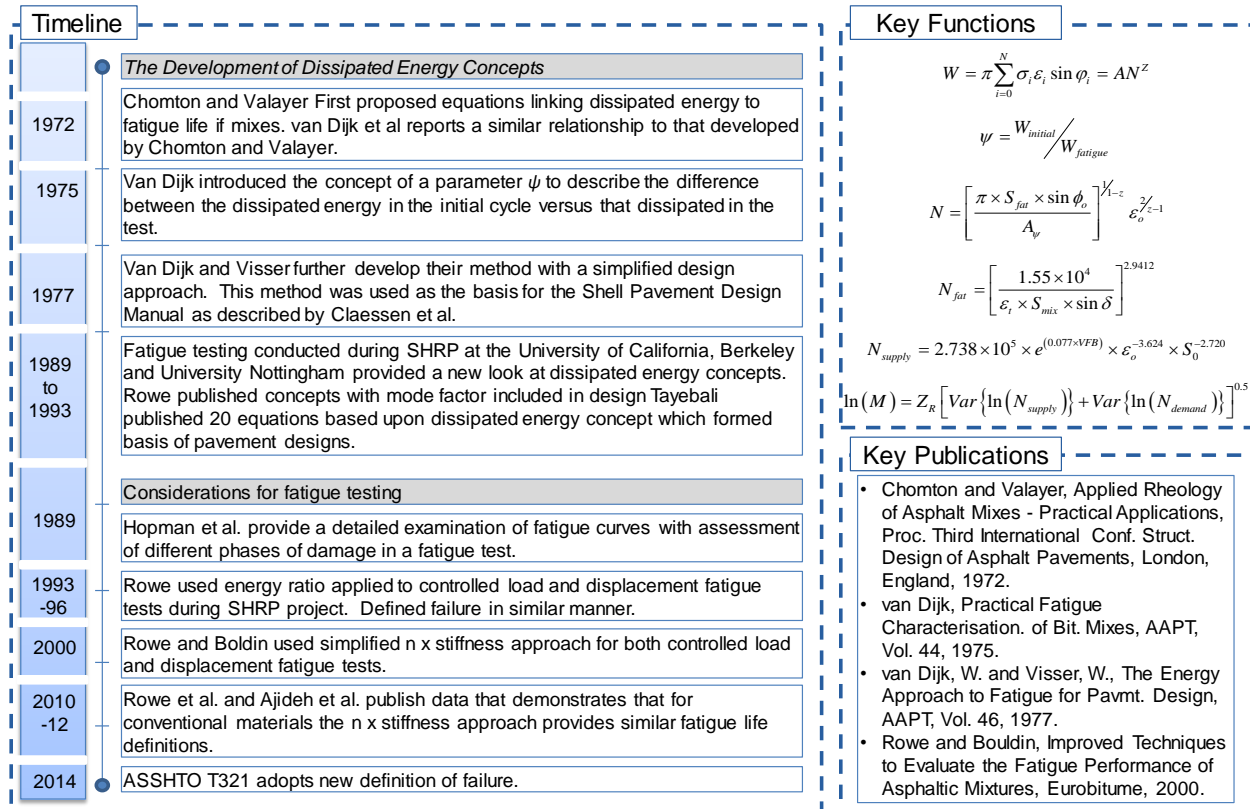 Timeline
The Development of Dissipated Energy Concepts
1972
Chomton and Valayer First proposed equations linking dissipated energy to
fatigue life if mixes. van Dijk et al reports a similar relationship to that developed
by Chomton and Valayer.
1975
Van Dijk introduced the concept of a parameter ψ to describe the difference
between the dissipated energy in the initial cycle versus that dissipated in the
test.
1977
Van Dijk and Visser further develop their method with a simplified design
approach. This method was used as the basis for the Shell Pavement Design
Manual as described by Claessen et al.
1989
to
1993
Fatigue testing conducted during SHRP at the University of California, Berkeley
and University Nottingham provided a new look at dissipated energy concepts.
Rowe published concepts with mode factor included in design Tayebali
published 20 equations based upon dissipated energy concept which formed
basis of pavement designs.
Considerations for fatigue testing
1989
Hopman et al. provide a detailed examination of fatigue curves with assessment
of different phases of damage in a fatigue test.
1993
-96
Rowe used energy ratio applied to controlled load and displacement fatigue
tests during SHRP project. Defined failure in similar manner.
2000
Rowe and Boldin used simplified n x stiffness approach for both controlled load
and displacement fatigue tests.
2010
-12
Rowe et al. and Ajideh et al. publish data that demonstrates that for
conventional materials the n x stiffness approach provides similar fatigue life
definitions.
2014
ASSHTO T321 adopts new definition of failure.
Key Functions
W = π∑_{i=0}^{N} σ_i ε_i sin φ_i = AN^Z
ψ = W_{initial}/W_{fatigue}
N = [π × S_{fat} × sin ϕ_o / A_ψ]^{1/1-z} ε_o^{2/z-1}
N_{fat} = [1.55×10^4 / ε_t × S_{mix} × sin δ]^{2.9412}
N_{supply} = 2.738×10^5 × e^{(0.077×VFB)} × ε_o^{-3.624} × S_0^{-2.720}
ln(M) = Z_R [Var{ln(N_{supply})} + Var{ln(N_{demand})}]^{0.5}
Key Publications
• Chomton and Valayer, Applied Rheology
of Asphalt Mixes - Practical Applications,
Proc. Third International Conf. Struct.
Design of Asphalt Pavements, London,
England, 1972.
• van Dijk, Practical Fatigue
Characterisation. of Bit. Mixes, AAPT,
Vol. 44, 1975.
• van Dijk, W. and Visser, W., The Energy
Approach to Fatigue for Pavmt. Design,
AAPT, Vol. 46, 1977.
• Rowe and Bouldin, Improved Techniques
to Evaluate the Fatigue Performance of
Asphaltic Mixtures, Eurobitume, 2000.